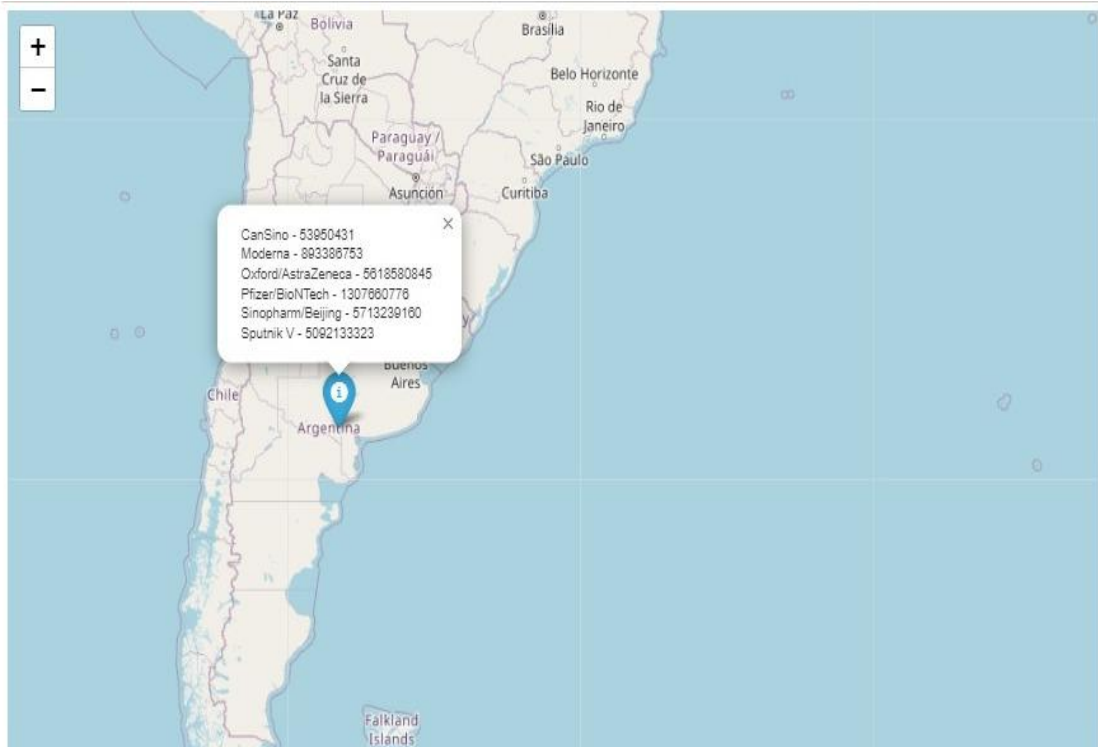 +
−
La Paz
Bolivia
Brasília
Santa
Cruz de
la Sierra
Belo Horizonte
Rio de
Janeiro
Paraguay /
Paraguái
São Paulo
Asunción
Curitiba
×
CanSino - 53950431
Moderna - 893386753
Oxford/AstraZeneca - 5618580845
Pfizer/BioNTech - 1307660776
Sinopharm/Beijing - 5713239160
Sputnik V - 5092133323
y
Buenos
Aires
Chile
i
Argentina
Falkland
Islands